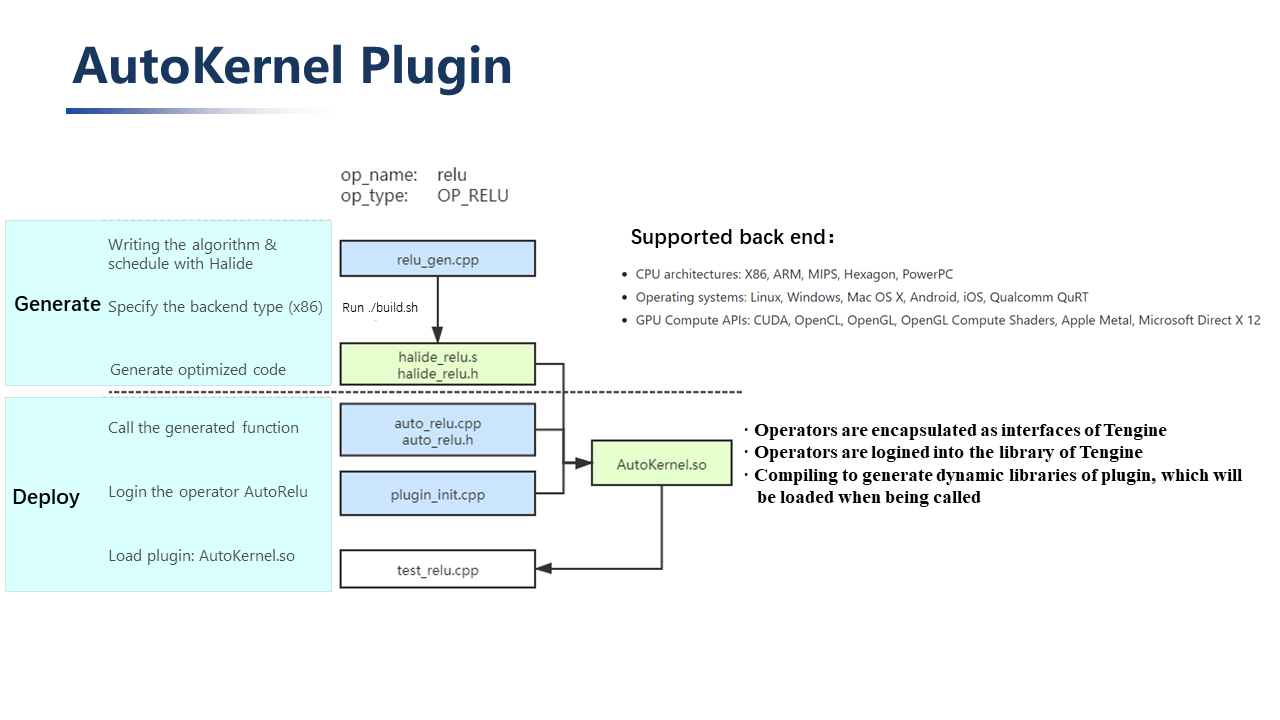 AutoKernel Plugin
op_name: relu
op_type: OP_RELU
Generate
Writing the algorithm &
schedule with Halide
Specify the backend type (x86)
Generate optimized code
relu_gen.cpp
Run ./build.sh
halide_relu.s
halide_relu.h
Supported back end：
• CPU architectures: X86, ARM, MIPS, Hexagon, PowerPC
• Operating systems: Linux, Windows, Mac OS X, Android, iOS, Qualcomm QuRT
• GPU Compute APIs: CUDA, OpenCL, OpenGL, OpenGL Compute Shaders, Apple Metal, Microsoft Direct X 12
Deploy
Call the generated function
Login the operator AutoRelu
Load plugin: AutoKernel.so
auto_relu.cpp
auto_relu.h
plugin_init.cpp
test_relu.cpp
AutoKernel.so
· Operators are encapsulated as interfaces of Tengine
· Operators are logined into the library of Tengine
· Compiling to generate dynamic libraries of plugin, which will
be loaded when being called